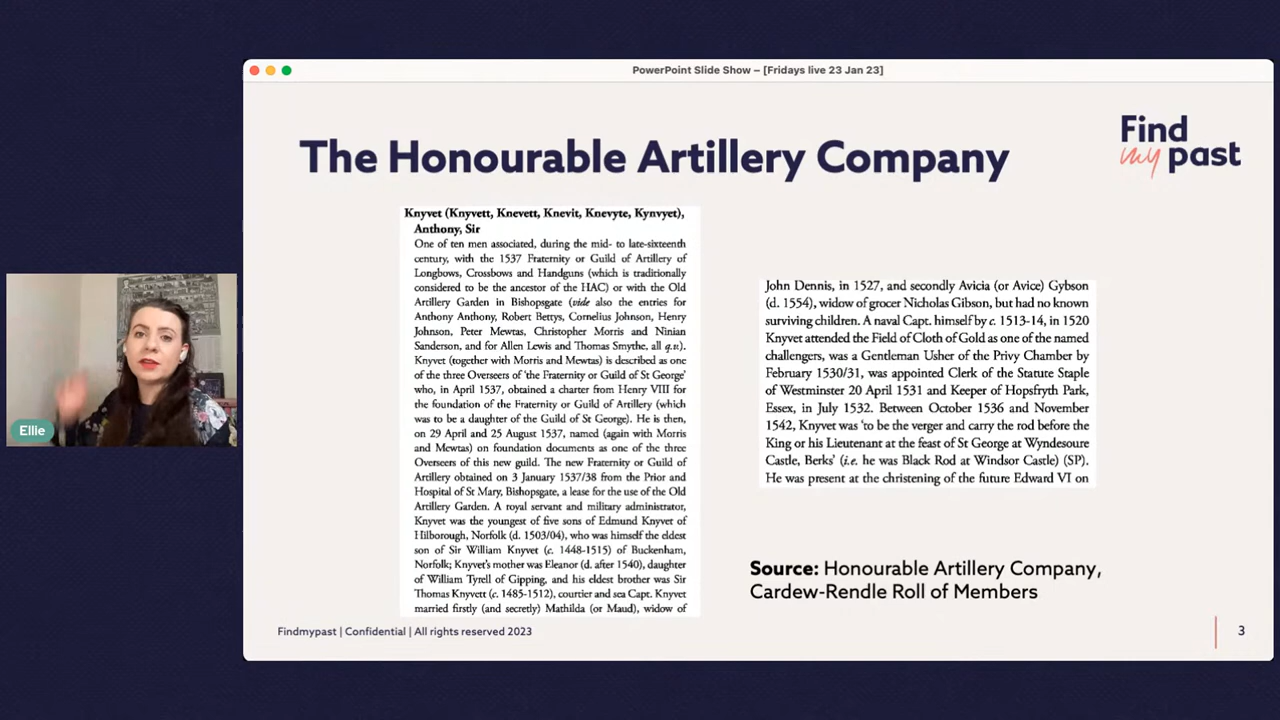 PowerPoint Slide Show – [Fridays live 23 Jan 23]
The Honourable Artillery Company
Find
my past
Knyvet (Knyvett, Knevett, Knevit, Knevyte, Kynvyet),
Anthony, Sir
One of ten men associated, during the mid- to late-sixteenth
century, with the 1537 Fraternity or Guild of Artillery of
Longbows, Crossbows and Handguns (which is traditionally
considered to be the ancestor of the HAC) or with the Old
Artillery Garden in Bishopsgate (vide also the entries for
Anthony Anthony, Robert Bettys, Cornelius Johnson, Henry
Johnson, Peter Mewtas, Christopher Morris and Ninian
Sanderson, and for Allen Lewis and Thomas Smythe, all q.v.).
Knyvet (together with Morris and Mewtas) is described as one
of the three Overseers of 'the Fraternity or Guild of St George'
who, in April 1537, obtained a charter from Henry VIII for
the foundation of the Fraternity or Guild of Artillery (which
was to be a daughter of the Guild of St George). He is then,
on 29 April and 25 August 1537, named (again with Morris
and Mewtas) on foundation documents as one of the three
Overseers of this new guild. The new Fraternity or Guild of
Artillery obtained on 3 January 1537/38 from the Prior and
Hospital of St Mary, Bishopsgate, a lease for the use of the Old
Artillery Garden. A royal servant and military administrator,
Knyvet was the youngest of five sons of Edmund Knyvet of
Hilborough, Norfolk (d. 1503/04), who was himself the eldest
son of Sir William Knyvet (c. 1448-1515) of Buckenham,
Norfolk; Knyvet's mother was Eleanor (d. after 1540), daughter
of William Tyrell of Gipping, and his eldest brother was Sir
Thomas Knyvett (c. 1485-1512), courtier and sea Capt. Knyvet
married firstly (and secretly) Mathilda (or Maud), widow of
John Dennis, in 1527, and secondly Avicia (or Avice) Gybson
(d. 1554), widow of grocer Nicholas Gibson, but had no known
surviving children. A naval Capt. himself by c. 1513-14, in 1520
Knyvet attended the Field of Cloth of Gold as one of the named
challengers, was a Gentleman Usher of the Privy Chamber by
February 1530/31, was appointed Clerk of the Statute Staple
of Westminster 20 April 1531 and Keeper of Hopsfryth Park,
Essex, in July 1532. Between October 1536 and November
1542, Knyvet was 'to be the verger and carry the rod before the
King or his Lieutenant at the feast of St George at Wyndesoure
Castle, Berks' (i.e. he was Black Rod at Windsor Castle) (SP).
He was present at the christening of the future Edward VI on
Source: Honourable Artillery Company,
Cardew-Rendle Roll of Members
Ellie
Findmypast | Confidential | All rights reserved 2023
3